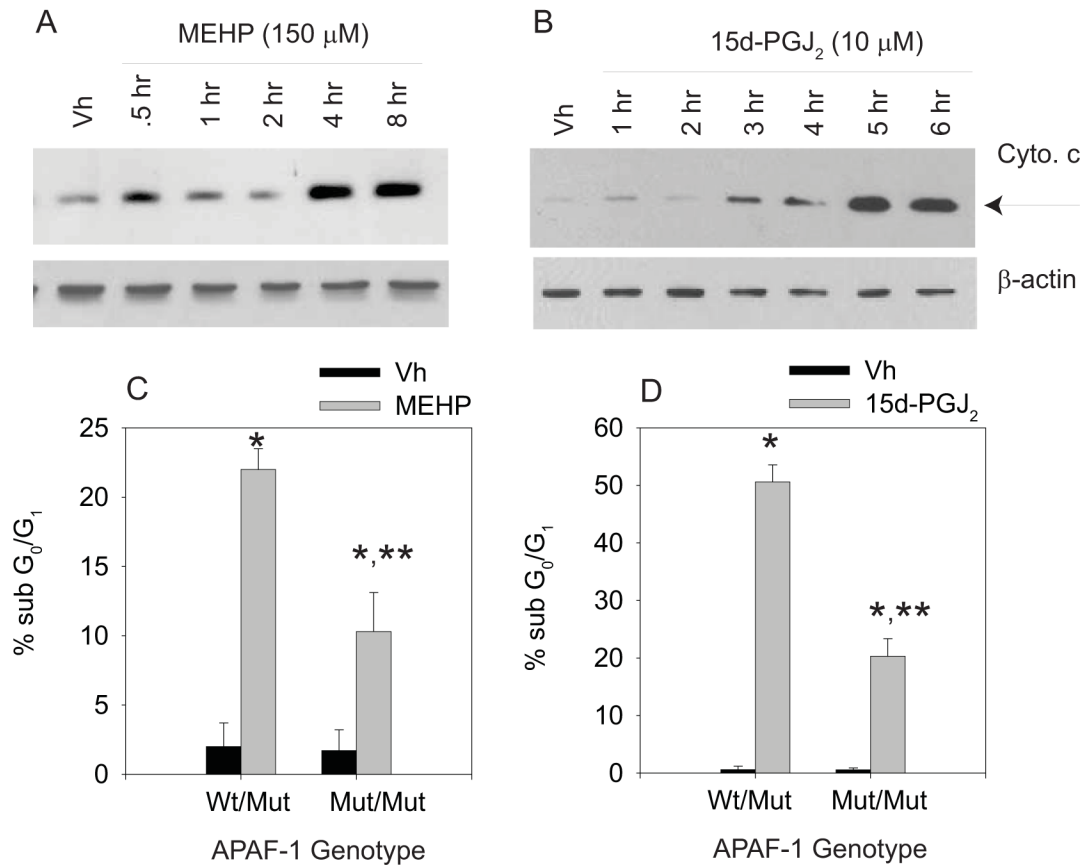 A
MEHP (150 μM)
Vh
.5 hr
1 hr
2 hr
4 hr
8 hr
B
15d-PGJ₂ (10 μM)
Vh
1 hr
2 hr
3 hr
4 hr
5 hr
6 hr
Cyto. c
β-actin
C
Vh
MEHP
25
20
15
10
5
0
% sub G₀/G₁
*
*,**
Wt/Mut
Mut/Mut
APAF-1 Genotype
D
Vh
15d-PGJ₂
60
50
40
30
20
10
0
% sub G₀/G₁
*
*,**
Wt/Mut
Mut/Mut
APAF-1 Genotype